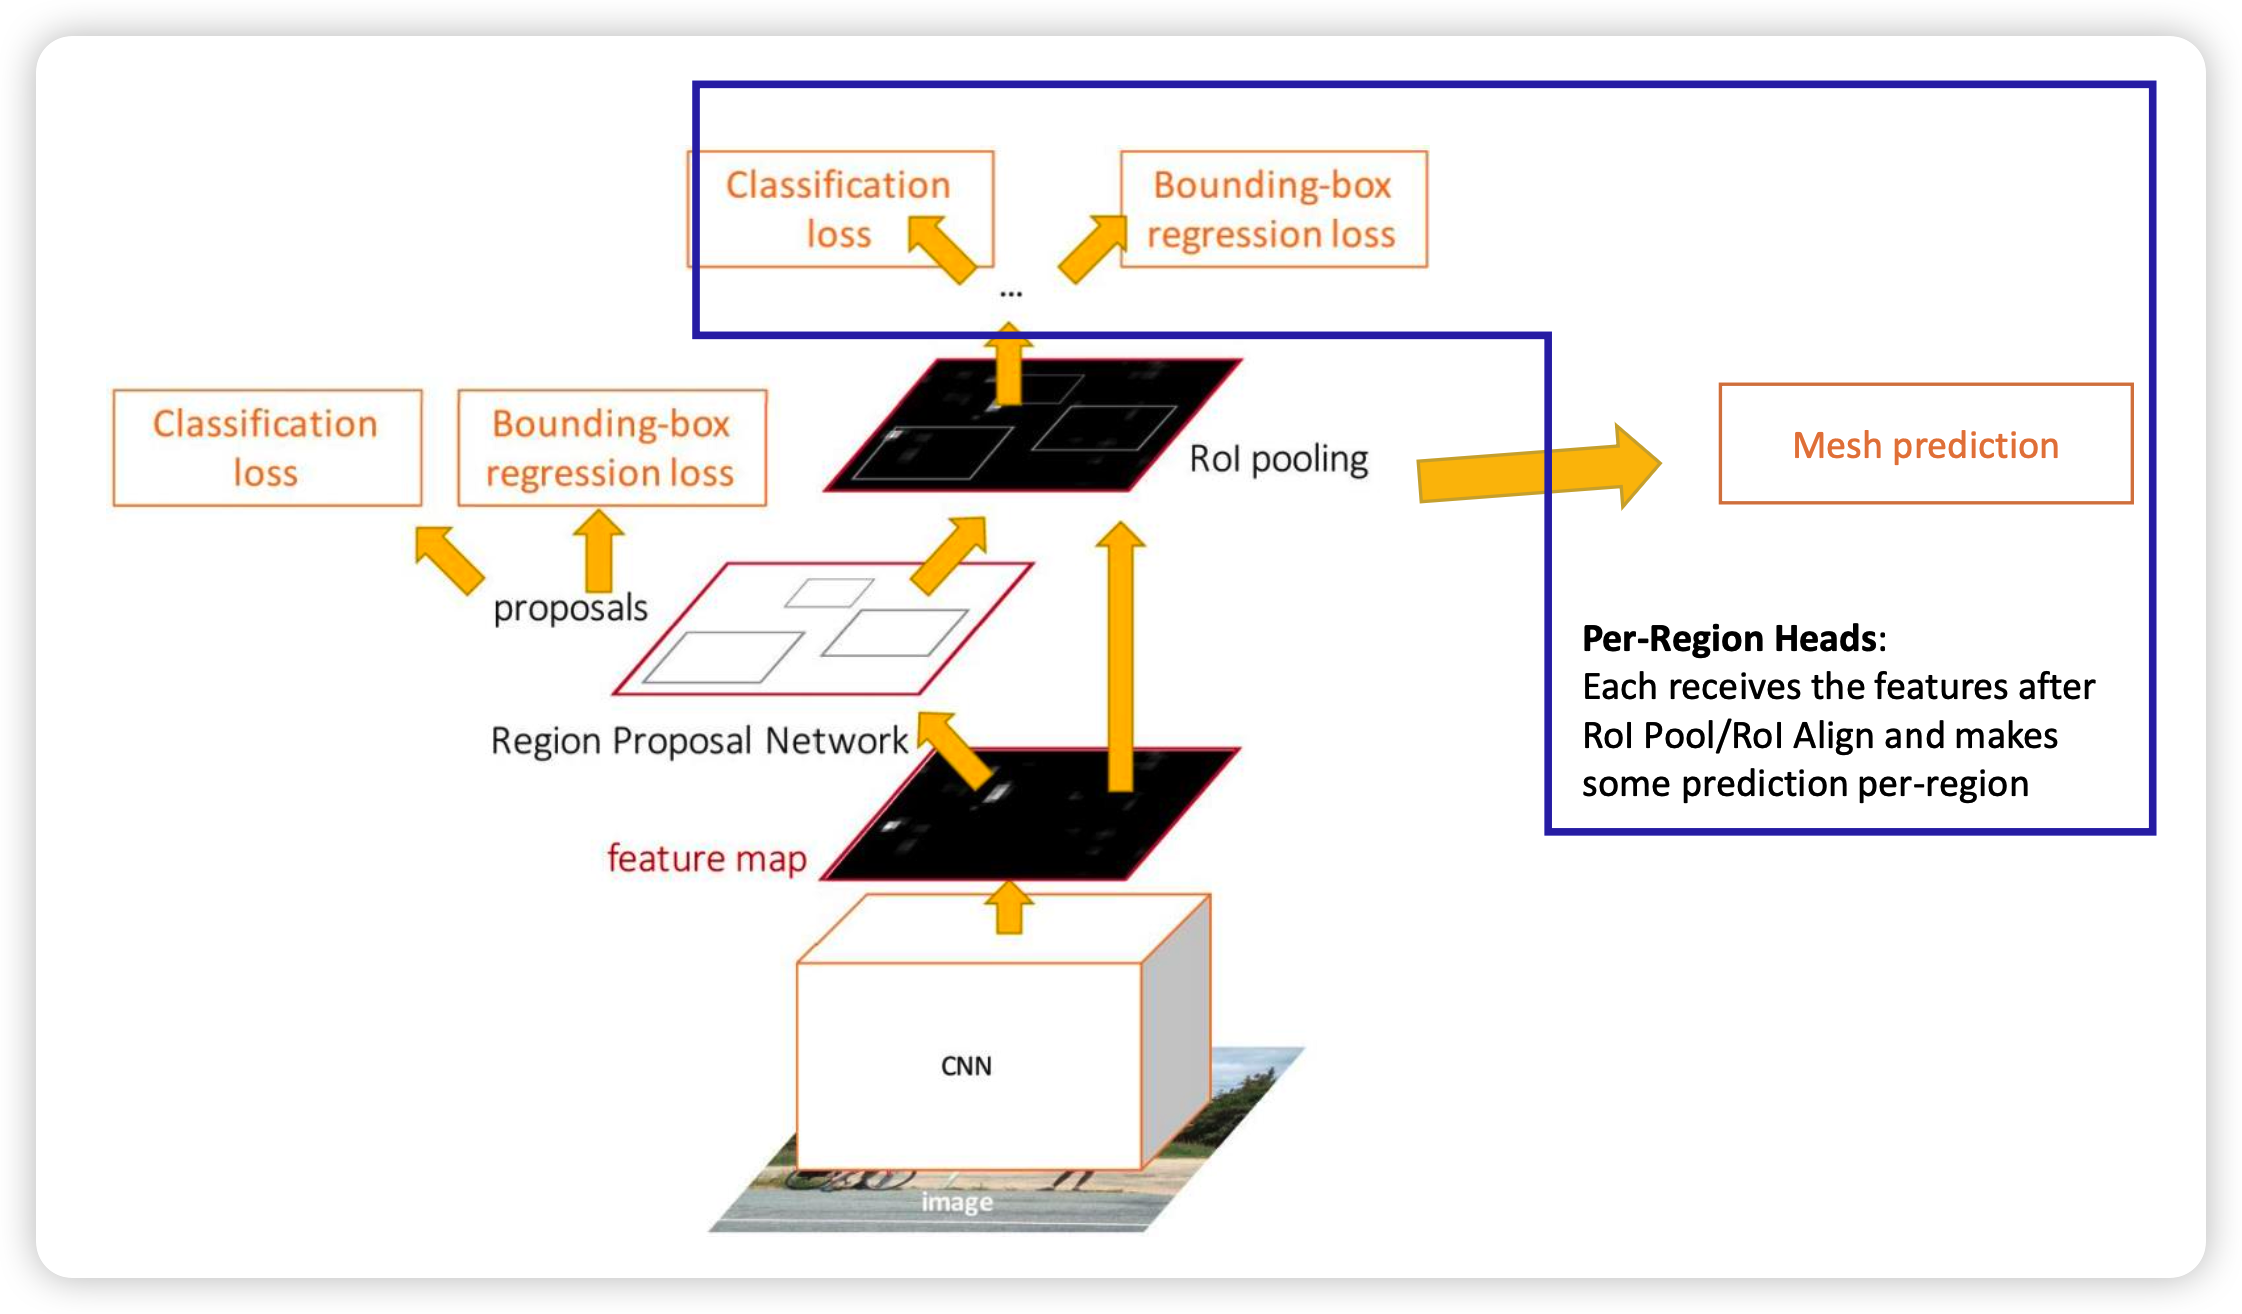 Classification
loss
Bounding-box
regression loss
...
Classification
loss
Bounding-box
regression loss
RoI pooling
Mesh prediction
proposals
Per-Region Heads:
Each receives the features after
RoI Pool/RoI Align and makes
some prediction per-region
Region Proposal Network
feature map
CNN
image